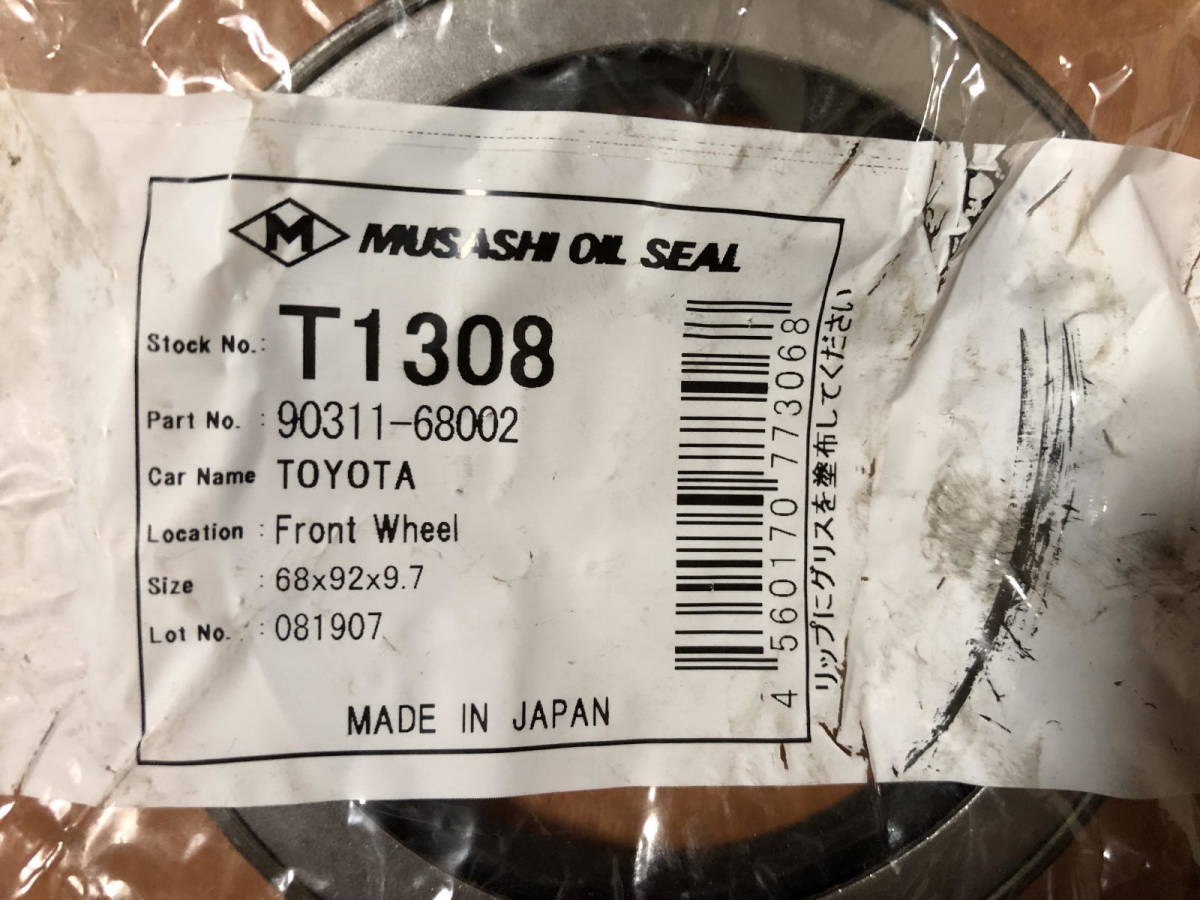 M MUSASHI OIL SEAL
Stock No.: T1308
Part No. : 90311-68002
Car Name TOYOTA
Location : Front Wheel
Size : 68x92x9.7
Lot No. : 081907
MADE IN JAPAN
4 560170 773068
リップにグリスを塗布してください